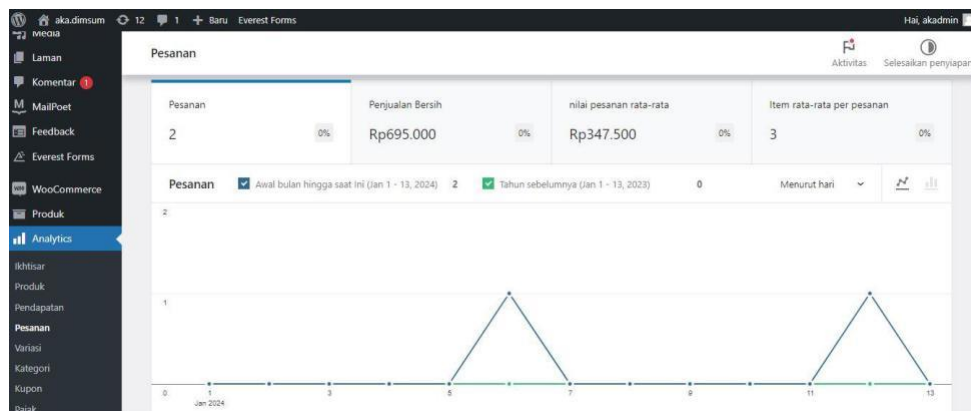 aka.dimsum 12 1 + Baru Everest Forms Hai, akadmin
Media
Laman
Komentar 1
MailPoet
Feedback
Everest Forms
WooCommerce
Produk
Analytics
Ikhtisar
Produk
Pendapatan
Pesanan
Variasi
Kategori
Kupon
Pajak
Pesanan
Aktivitas
Selesaikan penyiapan
Pesanan
2 0%
Penjualan Bersih
Rp695.000 0%
nilai pesanan rata-rata
Rp347.500 0%
Item rata-rata per pesanan
3 0%
Pesanan Awal bulan hingga saat ini (Jan 1 - 13, 2024) 2 Tahun sebelumnya (Jan 1 - 13, 2023) 0 Menurut hari
2
1
0 1 3 5 7 9 11 13
Jan 2024